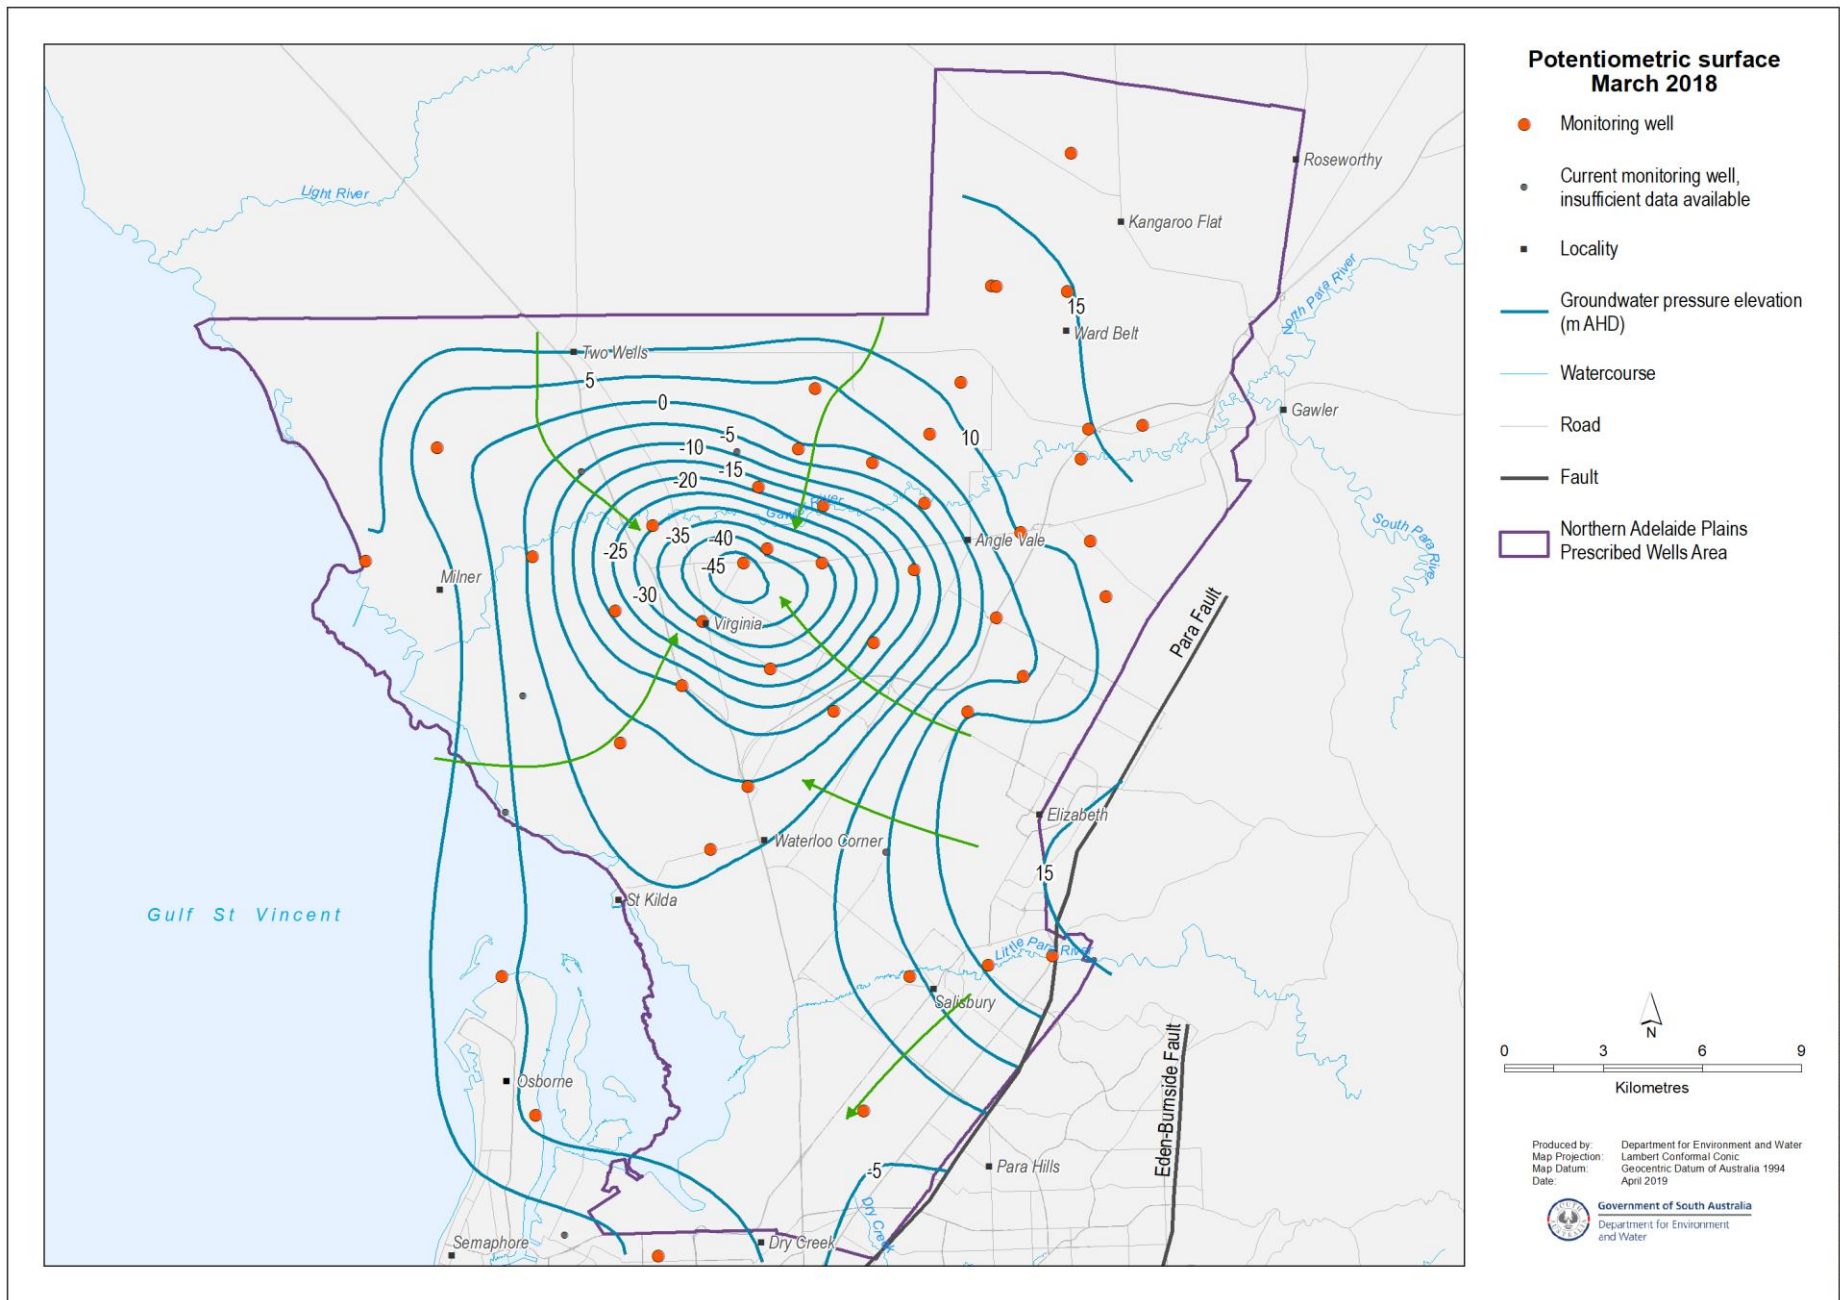 Potentiometric surface
March 2018
Monitoring well
Current monitoring well,
insufficient data available
Locality
Groundwater pressure elevation
(m AHD)
Watercourse
Road
Fault
Northern Adelaide Plains
Prescribed Wells Area
Light River
Roseworthy
Kangaroo Flat
North Para River
15
Ward Belt
Two Wells
5
0
Gawler
-5
10
-10
-15
-20
Gawler River
South Para River
-35
-40
Angle Vale
-25
-45
Milner
-30
Virginia
Para Fault
Elizabeth
Waterloo Corner
15
St Kilda
Gulf St Vincent
Little Para River
Salisbury
Osborne
Eden-Burnside Fault
-5
Para Hills
Dry Creek
Semaphore
Dry Creek
N
0 3 6 9
Kilometres
Produced by: Department for Environment and Water
Map Projection: Lambert Conformal Conic
Map Datum: Geocentric Datum of Australia 1994
Date: April 2019
Government of South Australia
Department for Environment
and Water